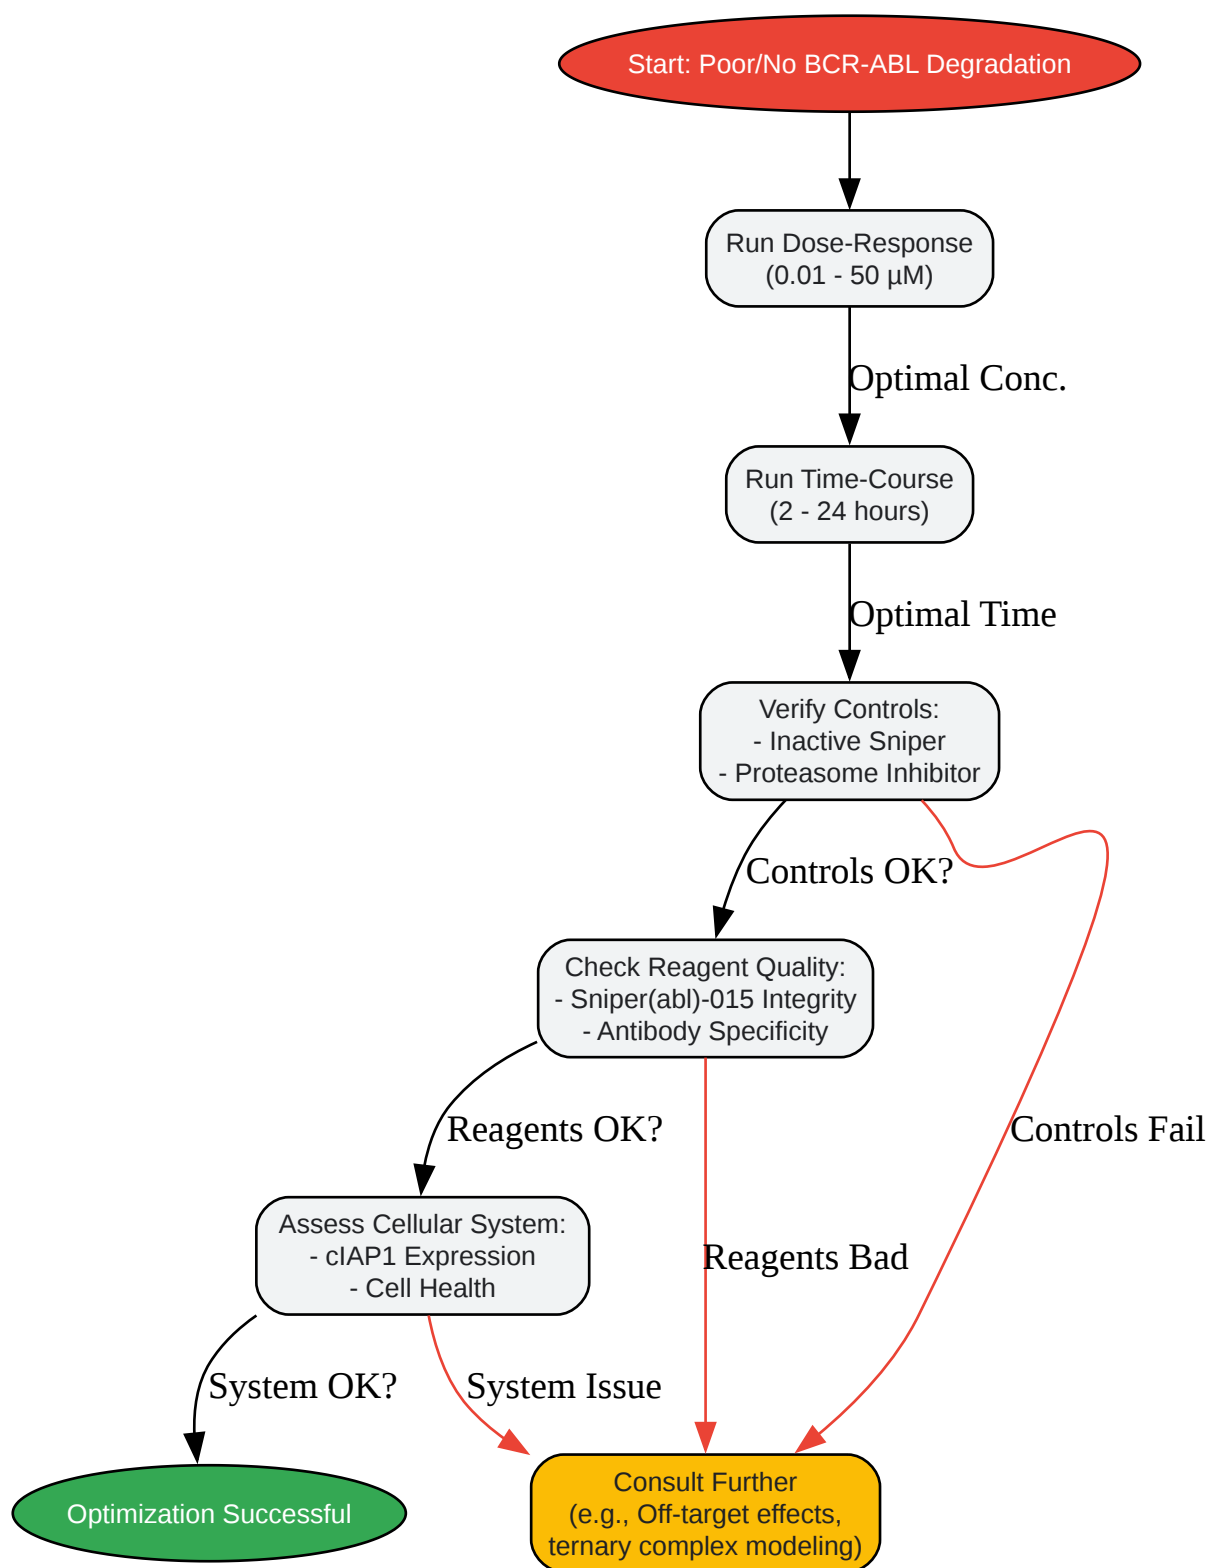 Start: Poor/No BCR-ABL Degradation
Run Dose-Response
(0.01 - 50 µM)
Optimal Conc.
Run Time-Course
(2 - 24 hours)
Optimal Time
Verify Controls:
- Inactive Sniper
- Proteasome Inhibitor
Controls OK?
Check Reagent Quality:
- Sniper(abl)-015 Integrity
- Antibody Specificity
Reagents OK?
Controls Fail
Assess Cellular System:
- cIAP1 Expression
- Cell Health
Reagents Bad
System OK?
System Issue
Optimization Successful
Consult Further
(e.g., Off-target effects,
ternary complex modeling)